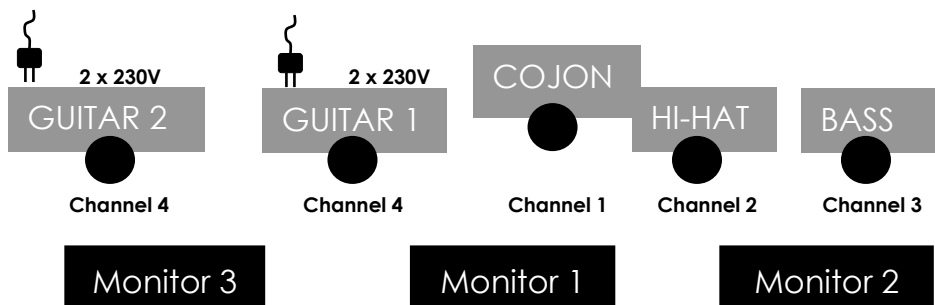 2 x 230V
2 x 230V
COJON
GUITAR 2
GUITAR 1
HI-HAT
BASS
Channel 4
Channel 4
Channel 1
Channel 2
Channel 3
Monitor 3
Monitor 1
Monitor 2